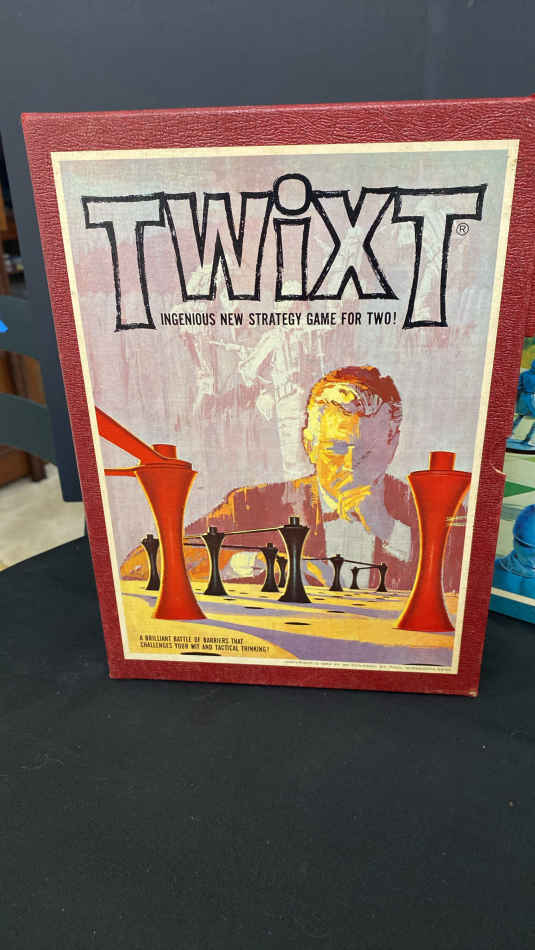 TWiXT®
INGENIOUS NEW STRATEGY GAME FOR TWO!
A BRILLIANT BATTLE OF BARRIERS THAT
CHALLENGES YOUR WIT AND TACTICAL THINKING!